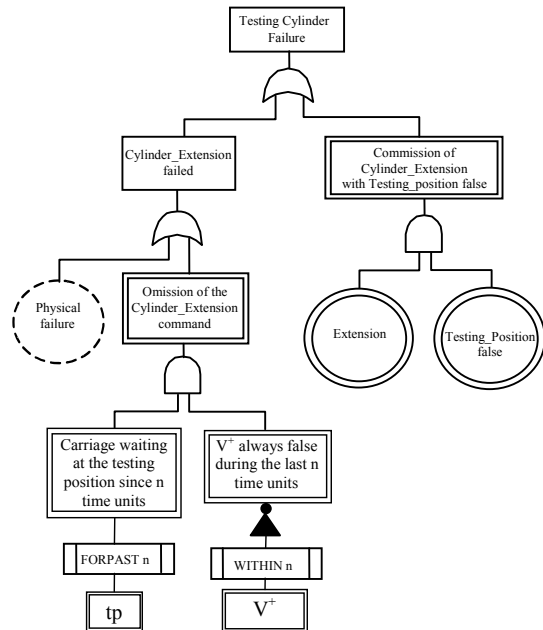 Testing Cylinder
Failure
Cylinder_Extension
failed
Commission of
Cylinder_Extension
with Testing_position false
Physical
failure
Omission of the
Cylinder_Extension
command
Extension
Testing_Position
false
Carriage waiting
at the testing
position since n
time units
V⁺ always false
during the last n
time units
FORPAST n
WITHIN n
tp
V⁺